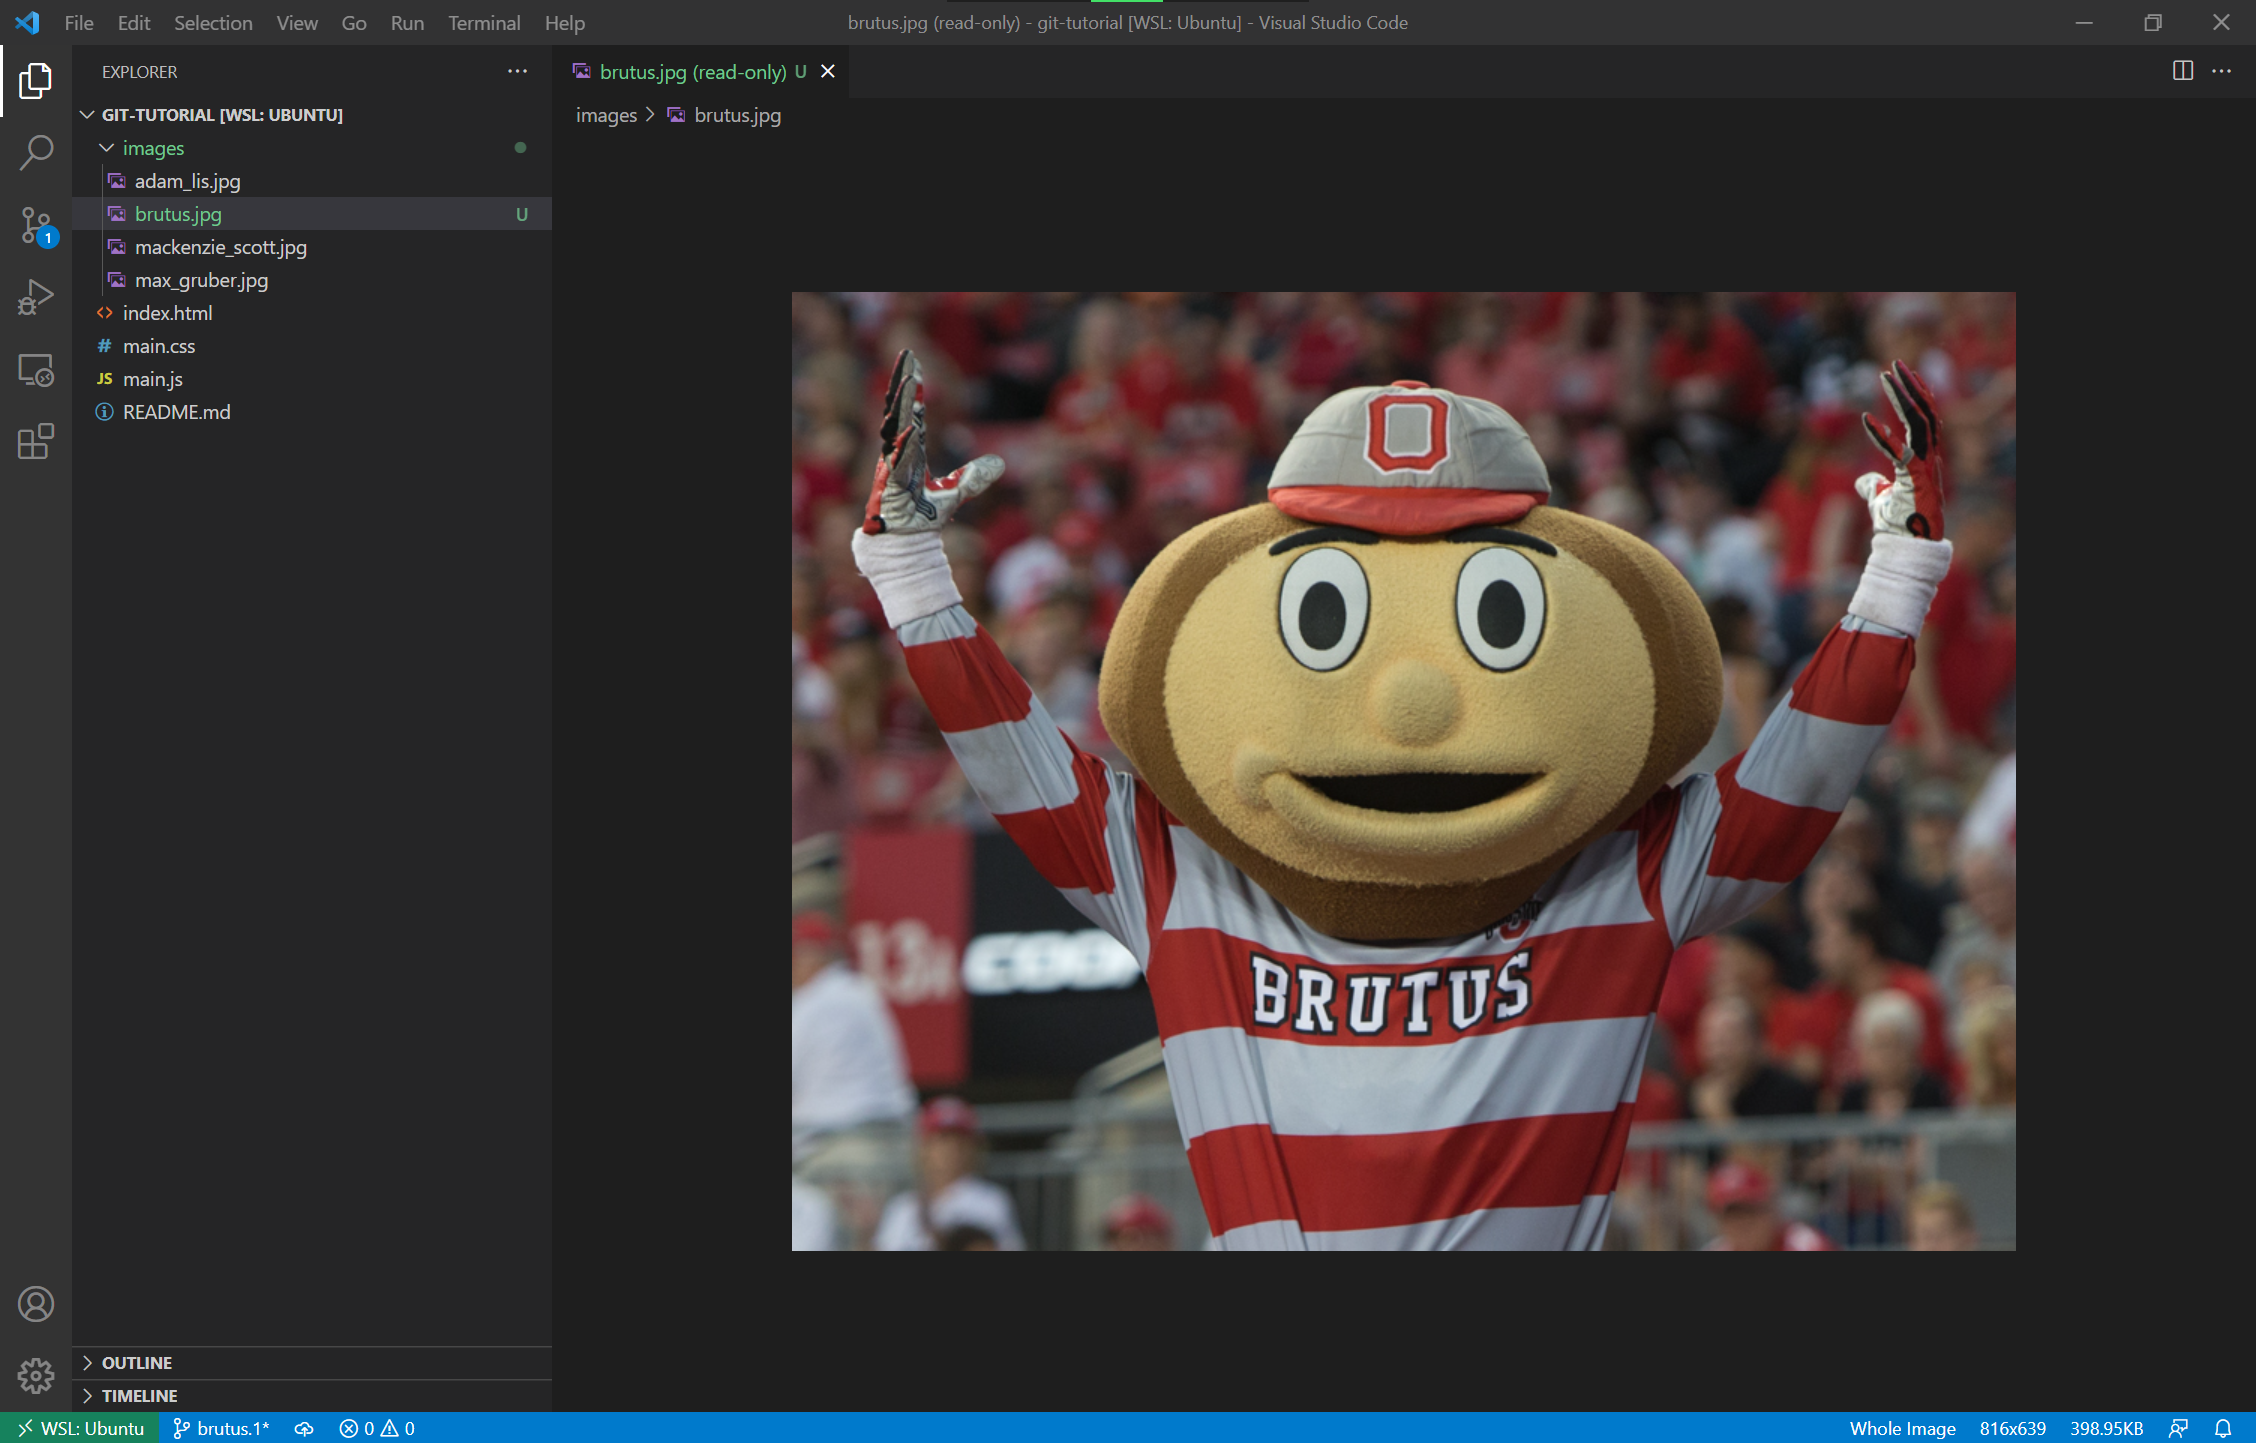 File Edit Selection View Go Run Terminal Help
brutus.jpg (read-only) - git-tutorial [WSL: Ubuntu] - Visual Studio Code
EXPLORER
GIT-TUTORIAL [WSL: UBUNTU]
images
adam_lis.jpg
brutus.jpg U
mackenzie_scott.jpg
max_gruber.jpg
index.html
# main.css
JS main.js
README.md
OUTLINE
TIMELINE
1
brutus.jpg (read-only) U
images > brutus.jpg
O
BRUTUS
WSL: Ubuntu brutus.1* 0 0 Whole Image 816x639 398.95KB